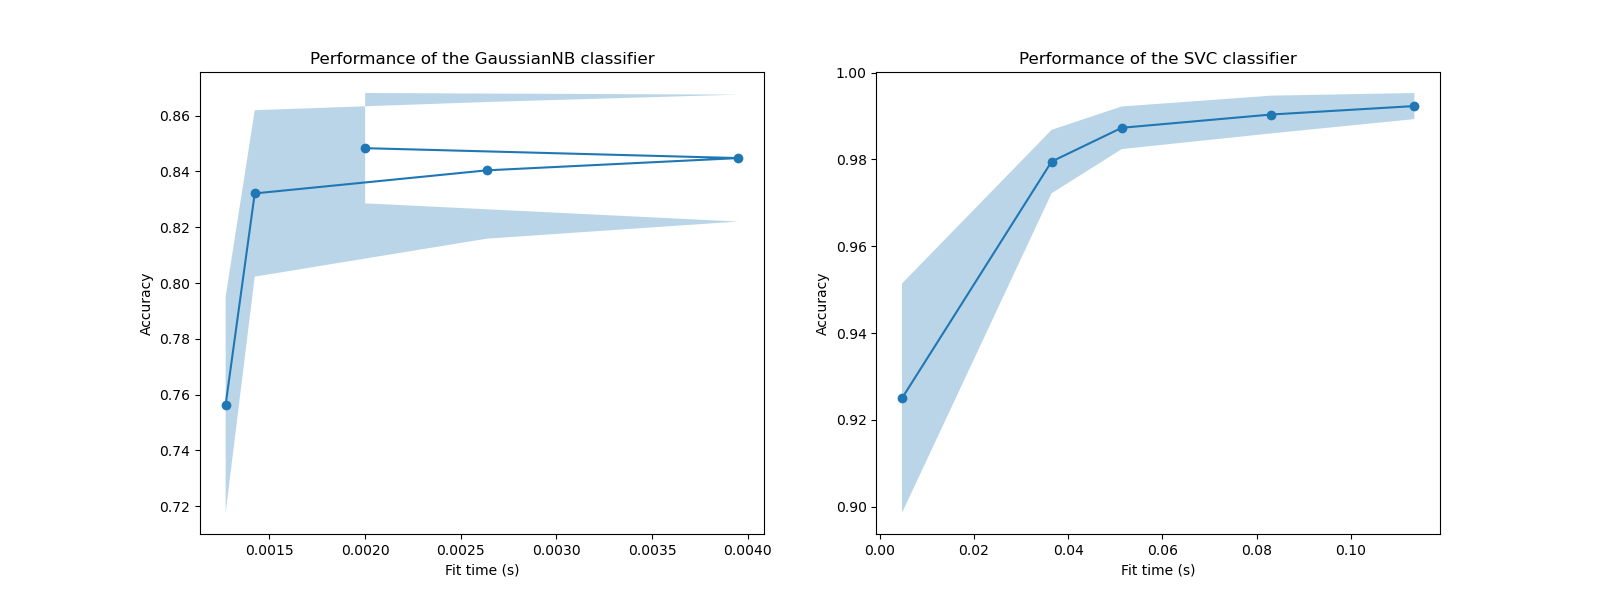 Performance of the GaussianNB classifier
Accuracy
0.86
0.84
0.82
0.80
0.78
0.76
0.74
0.72
0.0015 0.0020 0.0025 0.0030 0.0035 0.0040
Fit time (s)
Performance of the SVC classifier
Accuracy
1.00
0.98
0.96
0.94
0.92
0.90
0.00 0.02 0.04 0.06 0.08 0.10
Fit time (s)